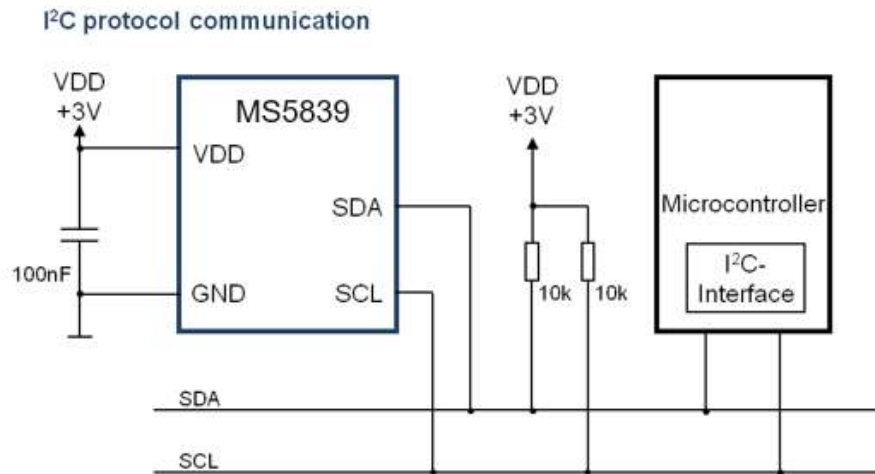 I²C protocol communication
VDD
+3V
MS5839
VDD
SDA
100nF
GND
SCL
VDD
+3V
10k
10k
Microcontroller
I²C-
Interface
SDA
SCL